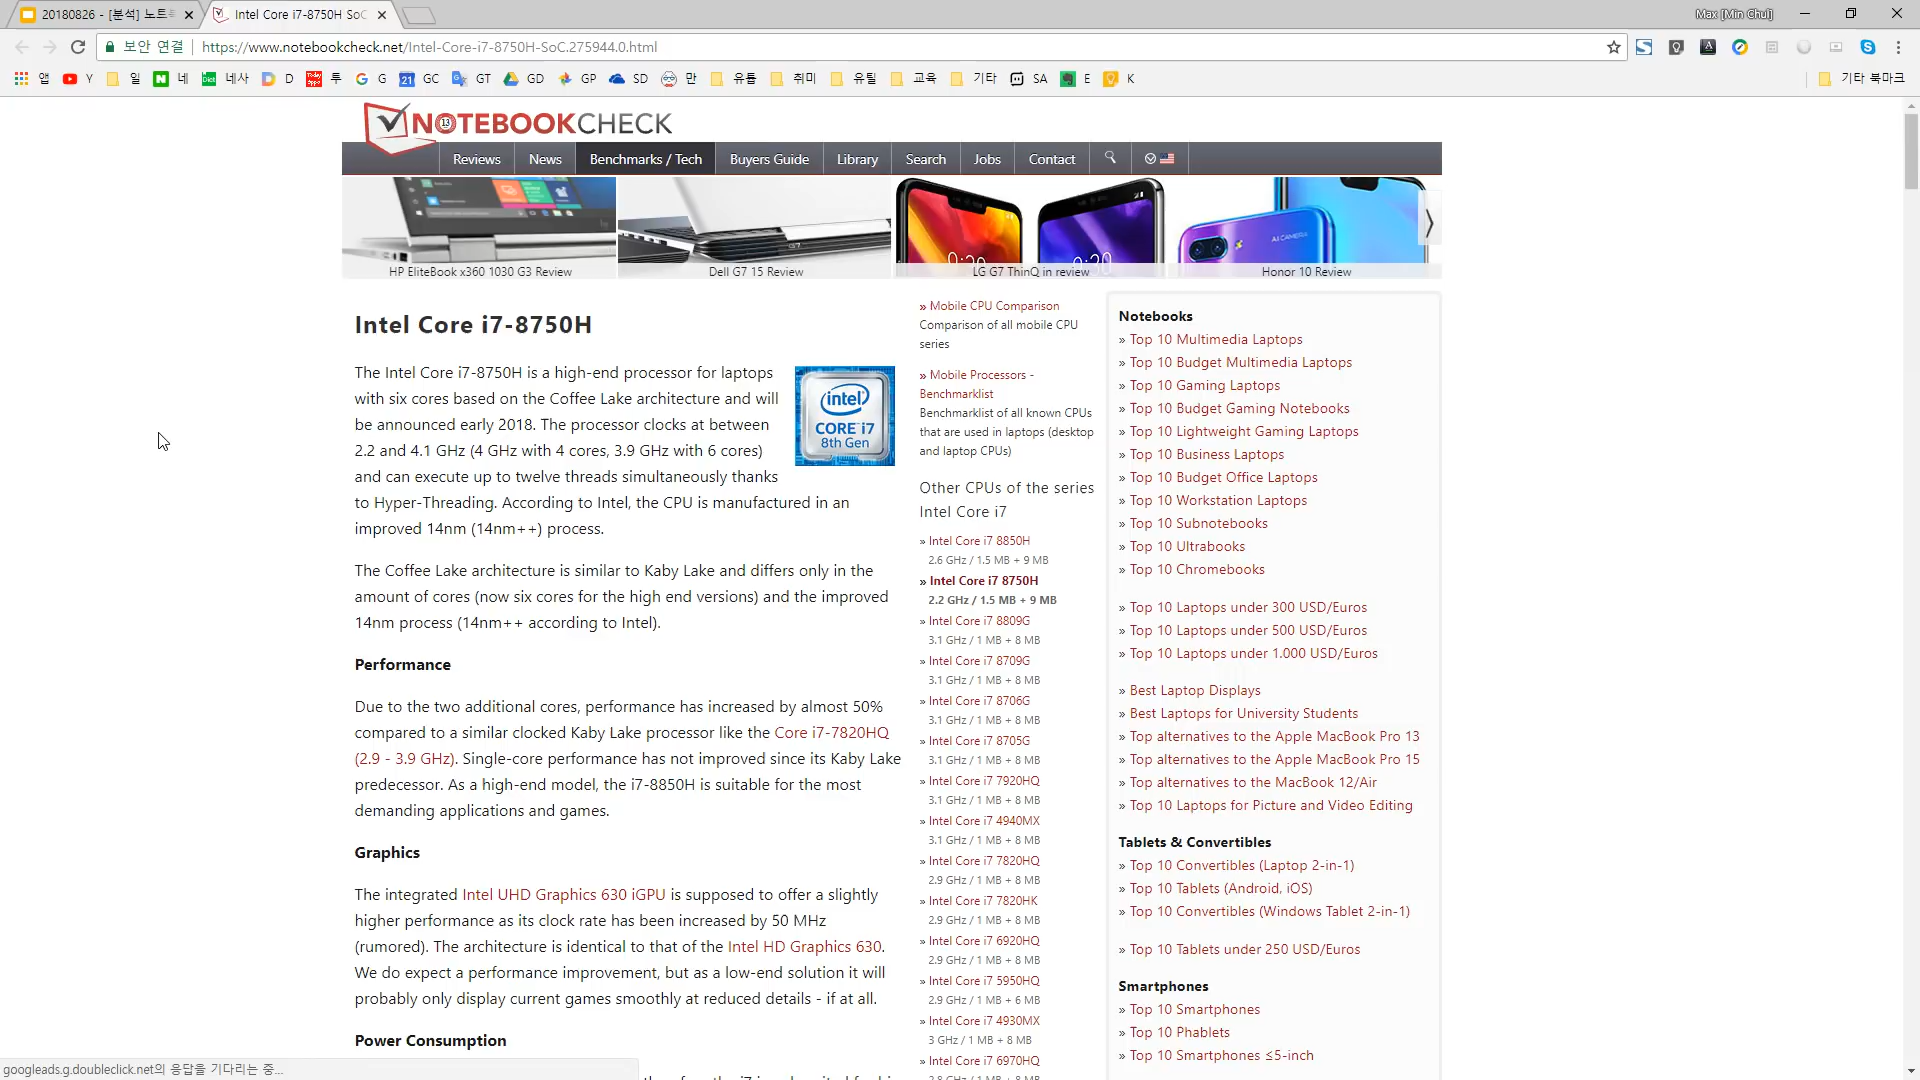 20180826 - [분석] 노트
Intel Core i7-8750H SoC
Max [Min Chul]
보안 연결
https://www.notebookcheck.net/Intel-Core-i7-8750H-SoC.275944.0.html
앱 Y 일 네 네사 D 투 G GC GT GD GP SD 만 유틉 취미 유틸 교육 기타 SA E K 기타 북마크
NOTEBOOKCHECK
Reviews News Benchmarks / Tech Buyers Guide Library Search Jobs Contact
HP EliteBook x360 1030 G3 Review
Dell G7 15 Review
LG G7 ThinQ in review
Honor 10 Review
AI CAMERA
Intel Core i7-8750H
The Intel Core i7-8750H is a high-end processor for laptops
with six cores based on the Coffee Lake architecture and will
be announced early 2018. The processor clocks at between
2.2 and 4.1 GHz (4 GHz with 4 cores, 3.9 GHz with 6 cores)
and can execute up to twelve threads simultaneously thanks
to Hyper-Threading. According to Intel, the CPU is manufactured in an
improved 14nm (14nm++) process.
intel
CORE i7
8th Gen
The Coffee Lake architecture is similar to Kaby Lake and differs only in the
amount of cores (now six cores for the high end versions) and the improved
14nm process (14nm++ according to Intel).
Performance
Due to the two additional cores, performance has increased by almost 50%
compared to a similar clocked Kaby Lake processor like the Core i7-7820HQ
(2.9 - 3.9 GHz). Single-core performance has not improved since its Kaby Lake
predecessor. As a high-end model, the i7-8850H is suitable for the most
demanding applications and games.
Graphics
The integrated Intel UHD Graphics 630 iGPU is supposed to offer a slightly
higher performance as its clock rate has been increased by 50 MHz
(rumored). The architecture is identical to that of the Intel HD Graphics 630.
We do expect a performance improvement, but as a low-end solution it will
probably only display current games smoothly at reduced details - if at all.
Power Consumption
» Mobile CPU Comparison
Comparison of all mobile CPU
series
» Mobile Processors -
Benchmarklist
Benchmarklist of all known CPUs
that are used in laptops (desktop
and laptop CPUs)
Other CPUs of the series
Intel Core i7
» Intel Core i7 8850H
2.6 GHz / 1.5 MB + 9 MB
» Intel Core i7 8750H
2.2 GHz / 1.5 MB + 9 MB
» Intel Core i7 8809G
3.1 GHz / 1 MB + 8 MB
» Intel Core i7 8709G
3.1 GHz / 1 MB + 8 MB
» Intel Core i7 8706G
3.1 GHz / 1 MB + 8 MB
» Intel Core i7 8705G
3.1 GHz / 1 MB + 8 MB
» Intel Core i7 7920HQ
3.1 GHz / 1 MB + 8 MB
» Intel Core i7 4940MX
3.1 GHz / 1 MB + 8 MB
» Intel Core i7 7820HQ
2.9 GHz / 1 MB + 8 MB
» Intel Core i7 7820HK
2.9 GHz / 1 MB + 8 MB
» Intel Core i7 6920HQ
2.9 GHz / 1 MB + 8 MB
» Intel Core i7 5950HQ
2.9 GHz / 1 MB + 6 MB
» Intel Core i7 4930MX
3 GHz / 1 MB + 8 MB
» Intel Core i7 6970HQ
Notebooks
» Top 10 Multimedia Laptops
» Top 10 Budget Multimedia Laptops
» Top 10 Gaming Laptops
» Top 10 Budget Gaming Notebooks
» Top 10 Lightweight Gaming Laptops
» Top 10 Business Laptops
» Top 10 Budget Office Laptops
» Top 10 Workstation Laptops
» Top 10 Subnotebooks
» Top 10 Ultrabooks
» Top 10 Chromebooks
» Top 10 Laptops under 300 USD/Euros
» Top 10 Laptops under 500 USD/Euros
» Top 10 Laptops under 1.000 USD/Euros
» Best Laptop Displays
» Best Laptops for University Students
» Top alternatives to the Apple MacBook Pro 13
» Top alternatives to the Apple MacBook Pro 15
» Top alternatives to the MacBook 12/Air
» Top 10 Laptops for Picture and Video Editing
Tablets & Convertibles
» Top 10 Convertibles (Laptop 2-in-1)
» Top 10 Tablets (Android, iOS)
» Top 10 Convertibles (Windows Tablet 2-in-1)
» Top 10 Tablets under 250 USD/Euros
Smartphones
» Top 10 Smartphones
» Top 10 Phablets
» Top 10 Smartphones ≤5-inch
googleads.g.doubleclick.net의 응답을 기다리는 중...